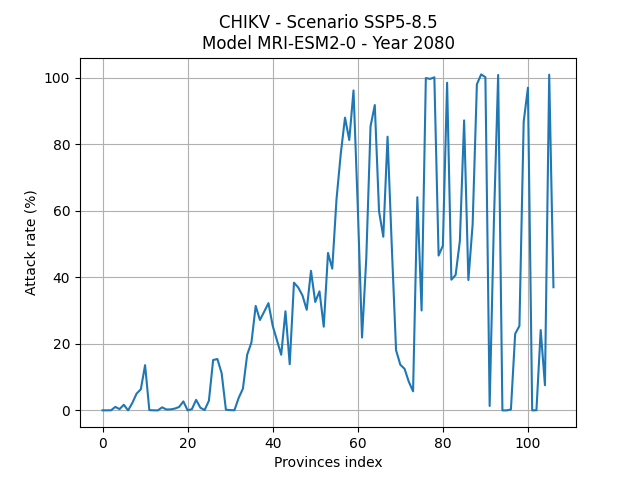 CHIKV - Scenario SSP5-8.5
Model MRI-ESM2-0 - Year 2080
Attack rate (%)
100
80
60
40
20
0
0 20 40 60 80 100
Provinces index